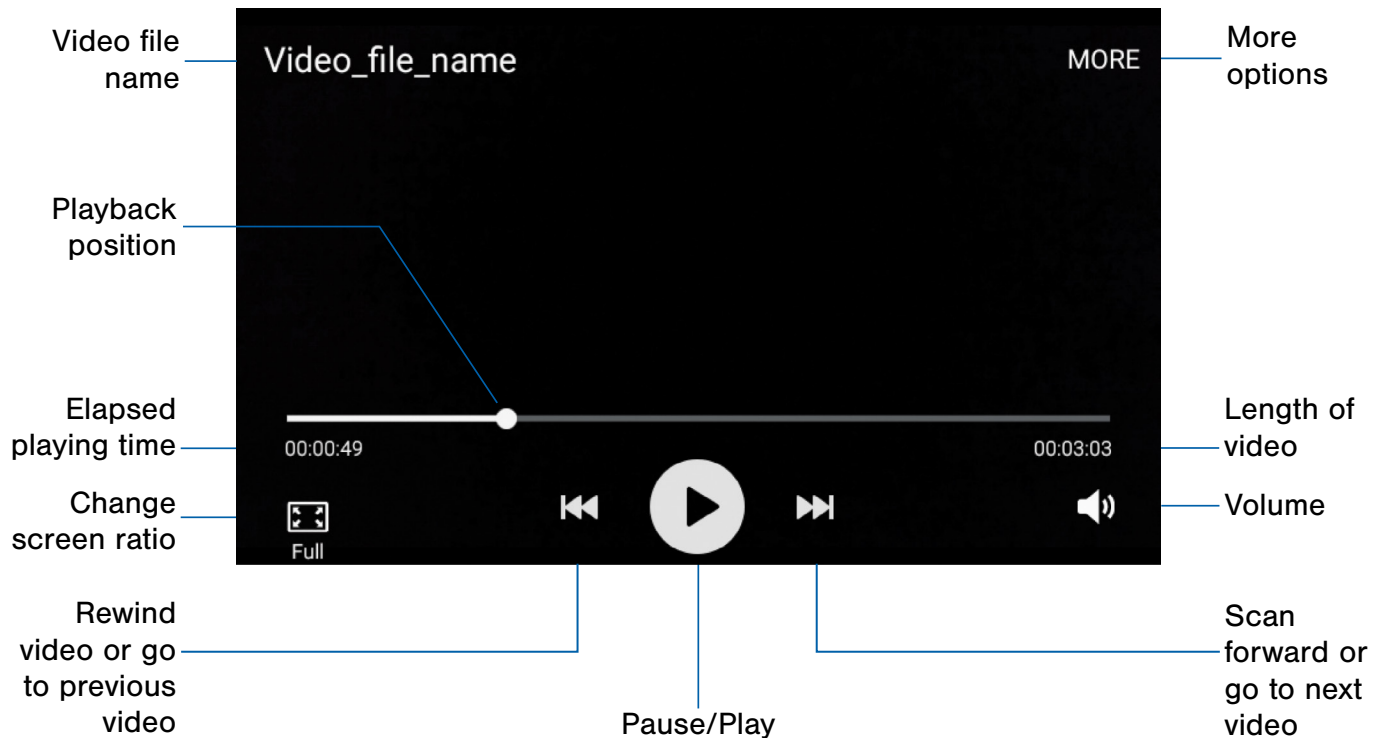 Video file
name
Video_file_name
MORE
More
options
Playback
position
Elapsed
playing time
00:00:49
00:03:03
Length of
video
Change
screen ratio
Full
Volume
Rewind
video or go
to previous
video
Pause/Play
Scan
forward or
go to next
video